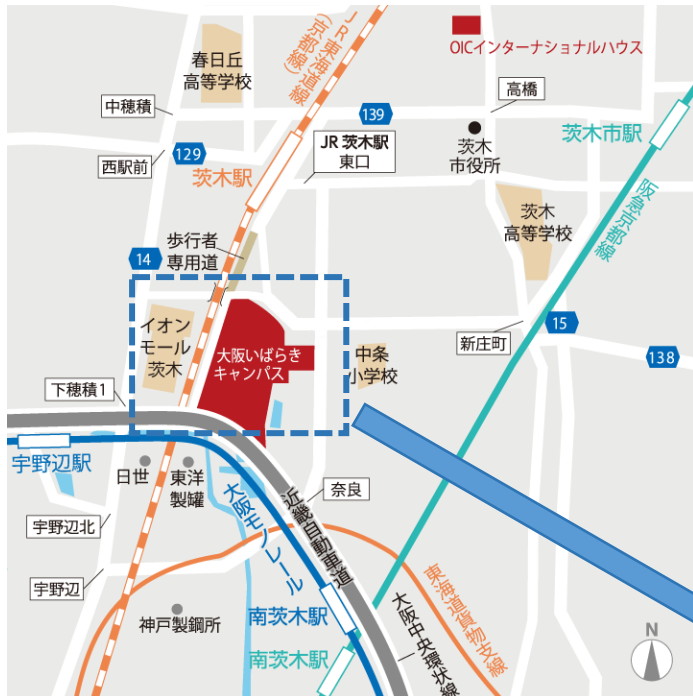 OICインターナショナルハウス
春日丘
高等学校
JR東海道線
(京都線)
中穂積
139
高橋
茨木市駅
129
西駅前
JR 茨木駅
東口
茨木
市役所
茨木駅
阪急京都線
茨木
高等学校
歩行者
専用道
14
イオン
モール
茨木
大阪いばらき
キャンパス
中条
小学校
新庄町
15
138
下穂積1
宇野辺駅
日世
東洋
製罐
大阪モノレール
近畿自動車道
奈良
宇野辺北
宇野辺
神戸製鋼所
南茨木駅
南茨木駅
大阪中央環状線
東海道貨物支線
N